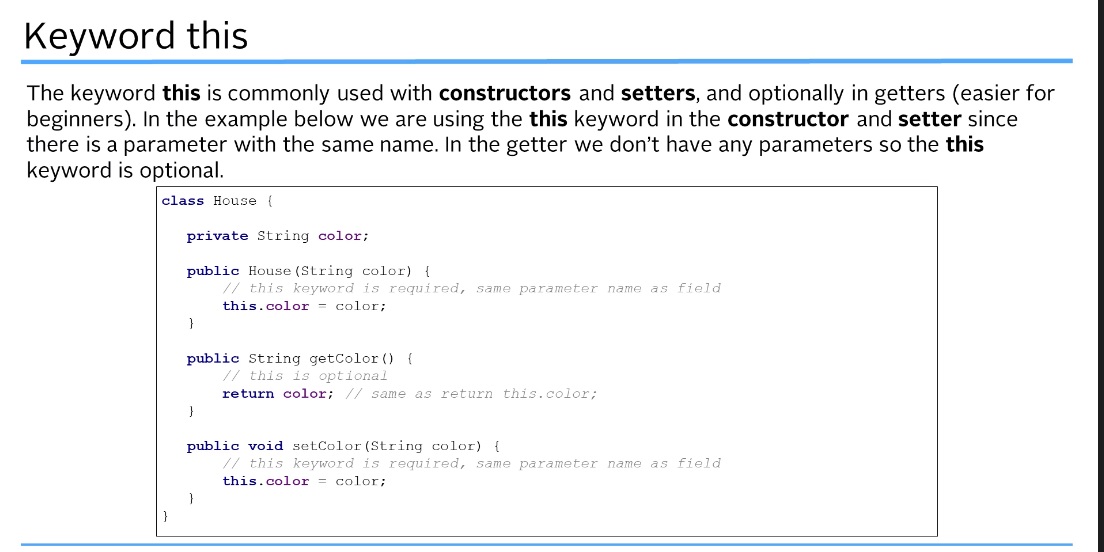 Keyword this
The keyword this is commonly used with constructors and setters, and optionally in getters (easier for
beginners). In the example below we are using the this keyword in the constructor and setter since
there is a parameter with the same name. In the getter we don't have any parameters so the this
keyword is optional.
class House {
private String color;
public House(String color) {
// this keyword is required, same parameter name as field
this.color = color;
}
public String getColor() {
// this is optional
return color; // same as return this.color;
}
public void setColor(String color) {
// this keyword is required, same parameter name as field
this.color = color;
}
}